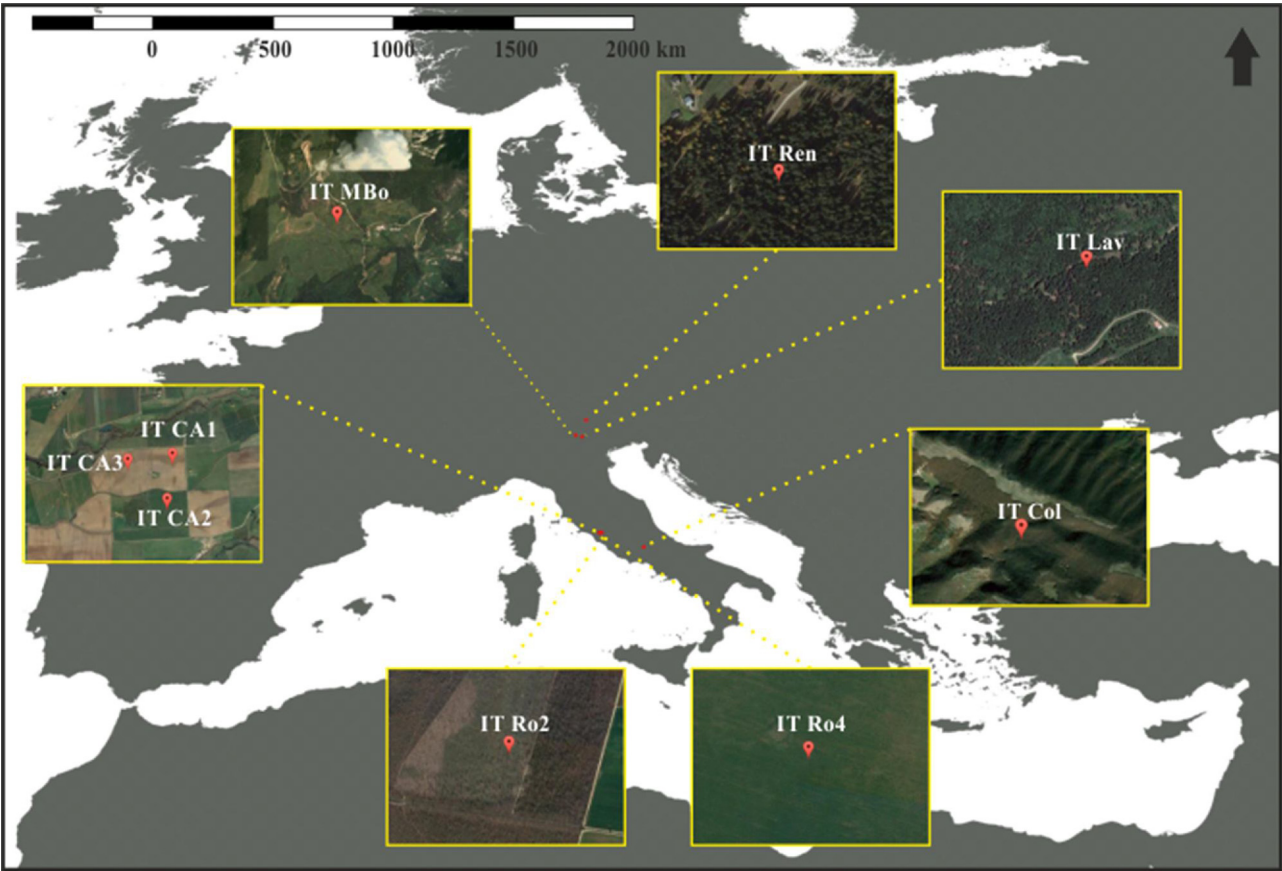 0 500 1000 1500 2000 km
IT Ren
IT MBo
IT Lav
IT CA1
IT CA3
IT CA2
IT Col
IT Ro2
IT Ro4